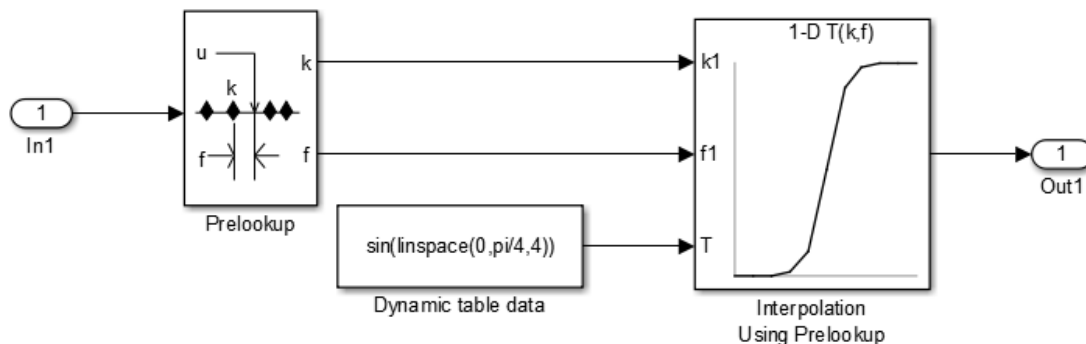 1
In1
u
k
f
k
f
Prelookup
sin(linspace(0,pi/4,4))
Dynamic table data
1-D T(k,f)
k1
f1
T
Interpolation
Using Prelookup
1
Out1